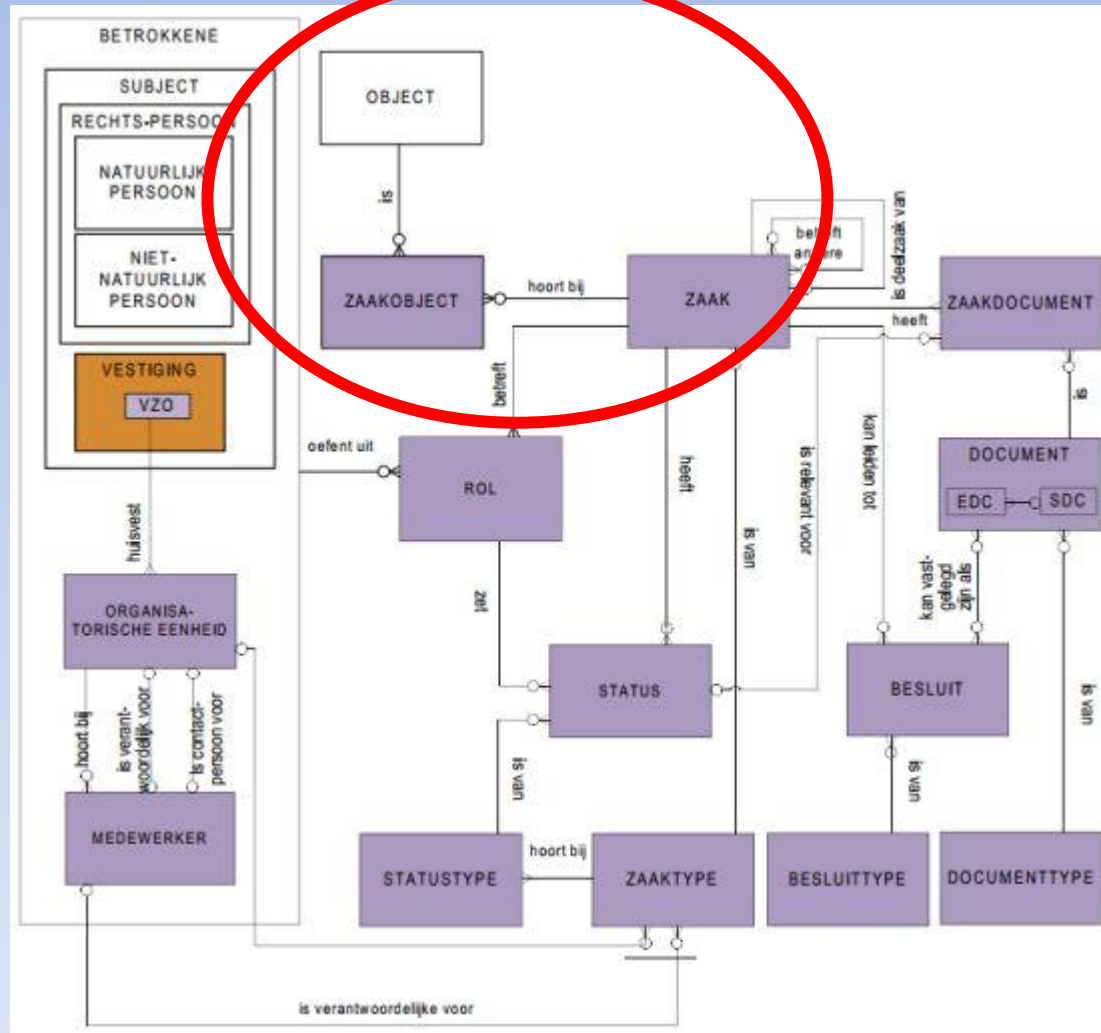 BETROKKENE
SUBJECT
RECHTS-PERSOON
NATUURLIJK
PERSOON
NIET-
NATUURLIJK
PERSOON
VESTIGING
VZO
huisvest
ORGANISA-
TORISCHE EENHEID
hoort bij
is verant-
woordelijk voor
is contact-
persoon voor
MEDEWERKER
OBJECT
is
ZAAKOBJECT
hoort bij
ZAAK
betreft
andere
is deelzaak van
ZAAKDOCUMENT
heeft
betreft
oefent uit
ROL
heeft
is van
is relevant voor
kan leiden tot
is
DOCUMENT
EDC
SDC
kan vast-
gelegd
zijn als
zet
STATUS
BESLUIT
is van
is van
is van
STATUSTYPE
hoort bij
ZAAKTYPE
BESLUITTYPE
DOCUMENTTYPE
is verantwoordelijke voor